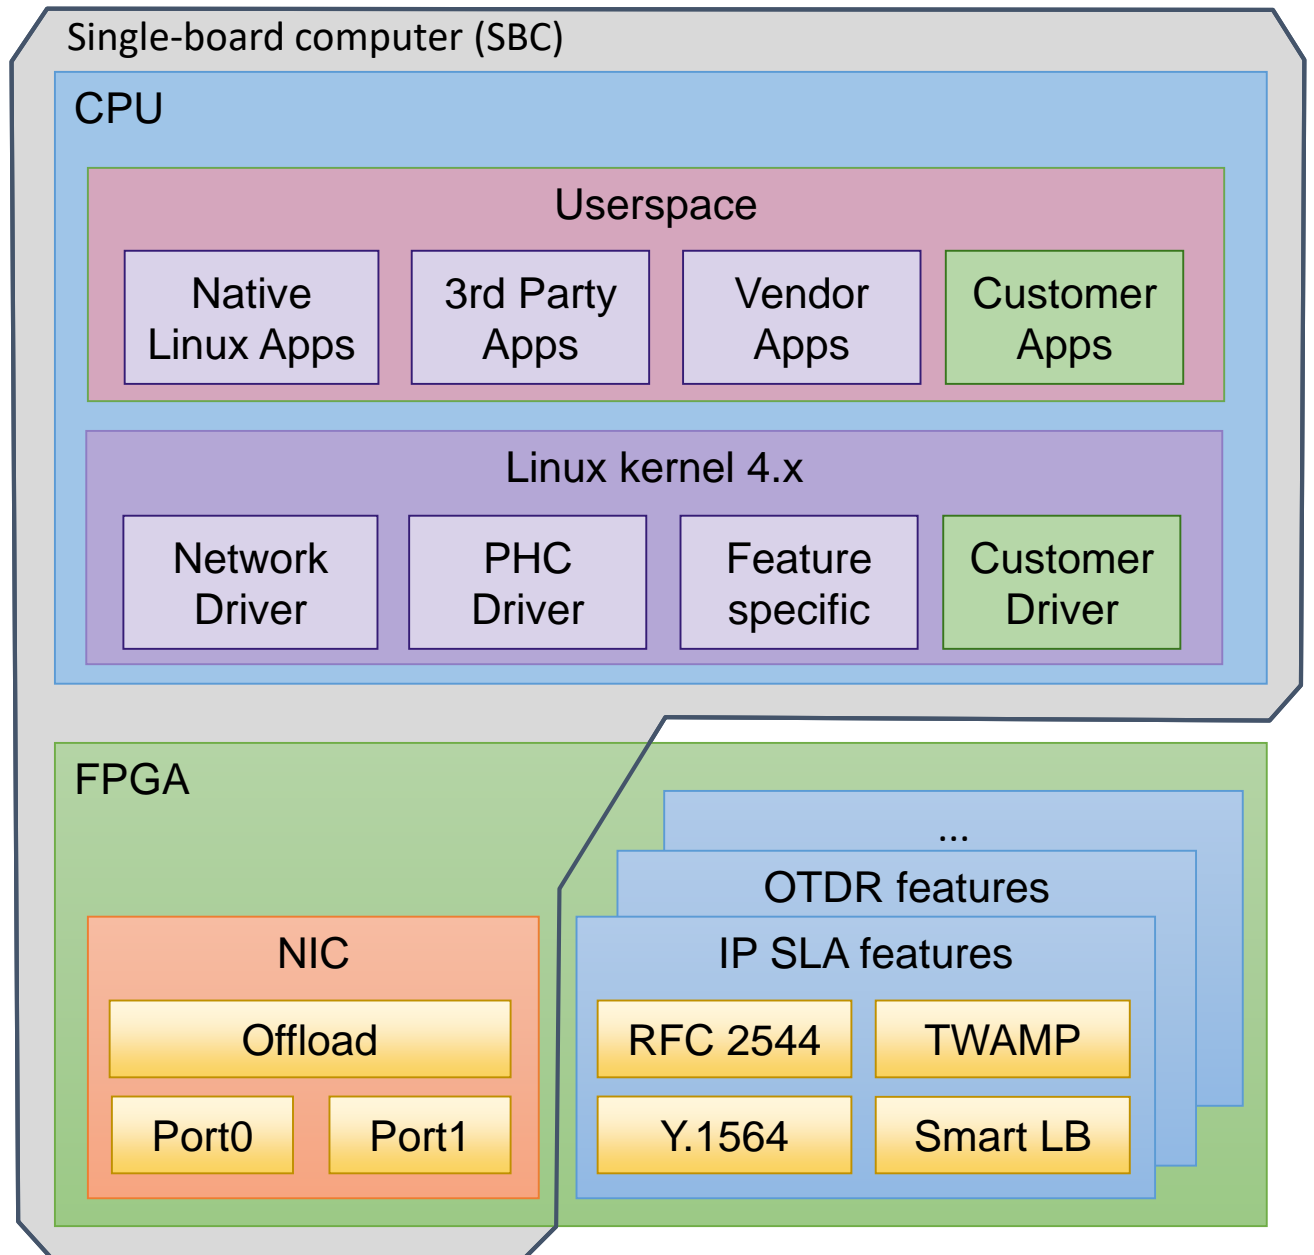 Single-board computer (SBC)
CPU
Userspace
Native
Linux Apps
3rd Party
Apps
Vendor
Apps
Customer
Apps
Linux kernel 4.x
Network
Driver
PHC
Driver
Feature
specific
Customer
Driver
FPGA
...
OTDR features
IP SLA features
NIC
Offload
Port0
Port1
RFC 2544
TWAMP
Y.1564
Smart LB